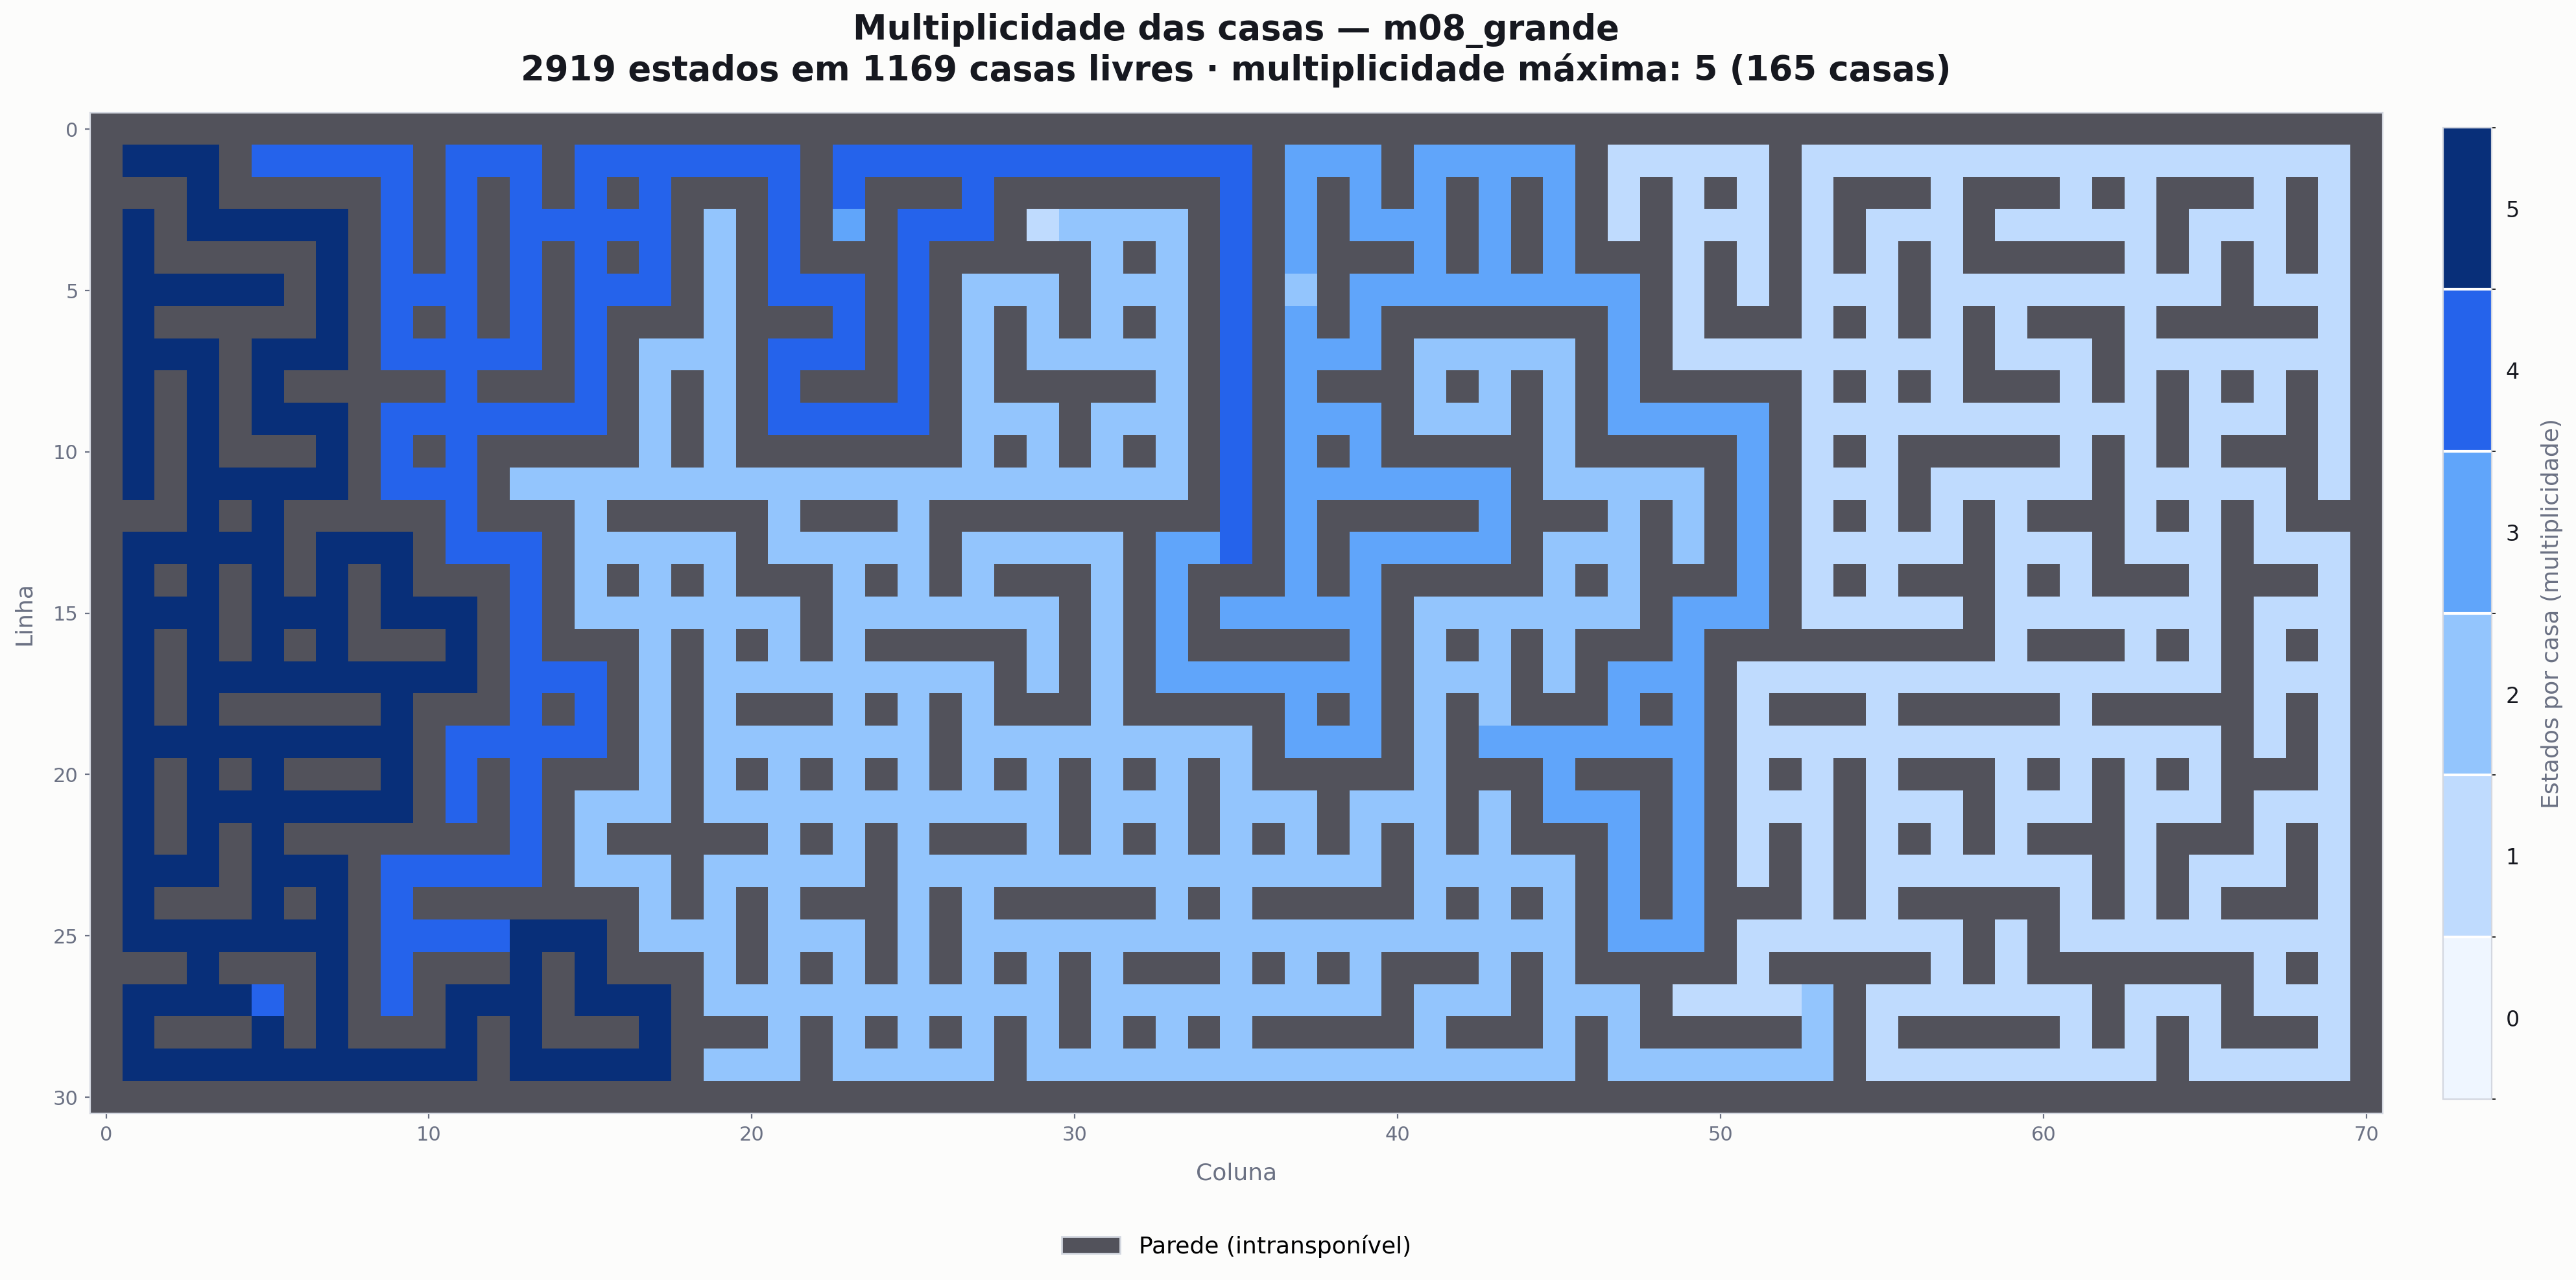 Multiplicidade das casas — m08_grande
2919 estados em 1169 casas livres · multiplicidade máxima: 5 (165 casas)
0
5
10
15
20
25
30
Linha
0 10 20 30 40 50 60 70
Coluna
5
4
3
2
1
0
Estados por casa (multiplicidade)
Parede (intransponível)